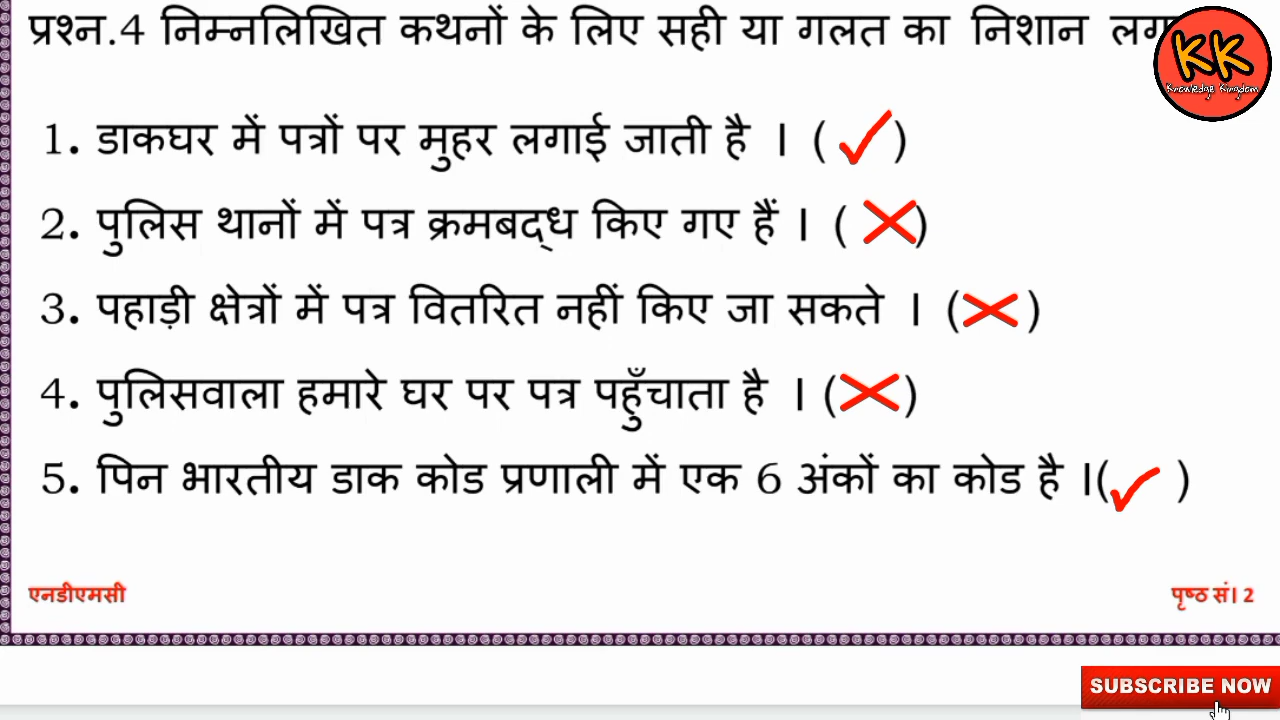 प्रश्न.4 निम्नलिखित कथनों के लिए सही या गलत का निशान
KK
Knowledge Kingdom
1. डाकघर में पत्रों पर मुहर लगाई जाती है । ( ✓ )
2. पुलिस थानों में पत्र क्रमबद्ध किए गए हैं । ( ✗ )
3. पहाड़ी क्षेत्रों में पत्र वितरित नहीं किए जा सकते । (✗ )
4. पुलिसवाला हमारे घर पर पत्र पहुँचाता है । (✗)
5. पिन भारतीय डाक कोड प्रणाली में एक 6 अंकों का कोड है ।(✓ )
एनडीएमसी पृष्ठ सं। 2
SUBSCRIBE NOW